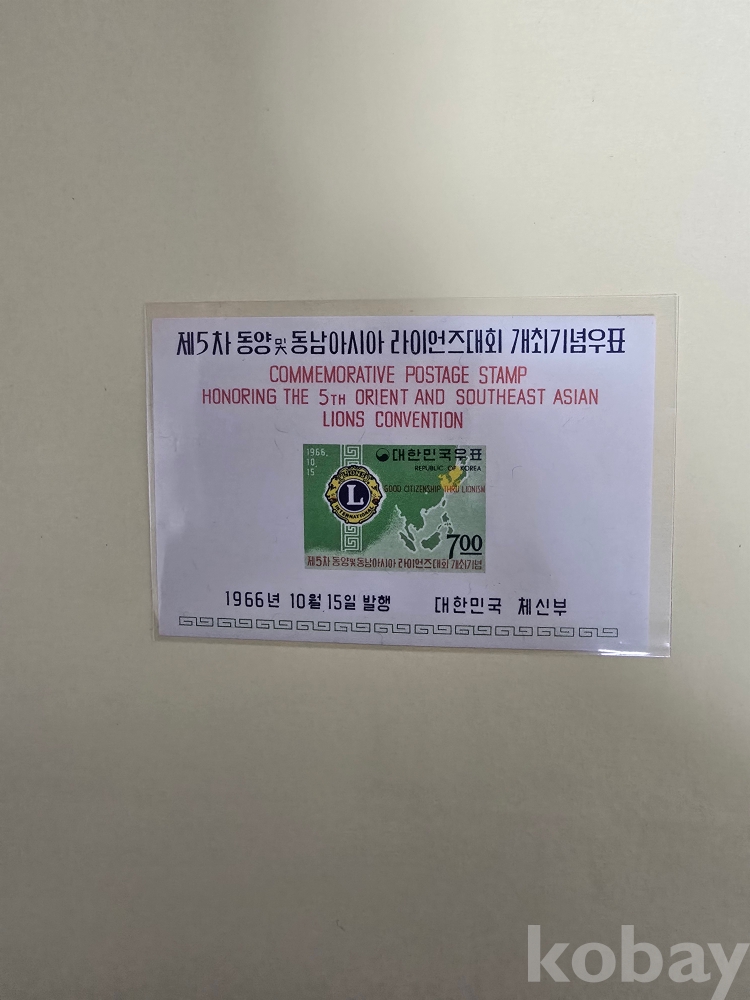 제5차 동양 및 동남아시아 라이언즈대회 개최기념우표
COMMEMORATIVE POSTAGE STAMP
HONORING THE 5TH ORIENT AND SOUTHEAST ASIAN
LIONS CONVENTION
1966.
10.
15
대한민국우표
REPUBLIC OF KOREA
GOOD CITIZENSHIP THRU LIONISM
LIONS
L
INTERNATIONAL
700
제5차 동양및동남아시아 라이언즈대회 개최기념
1966년 10월 15일 발행
대한민국 체신부
kobay